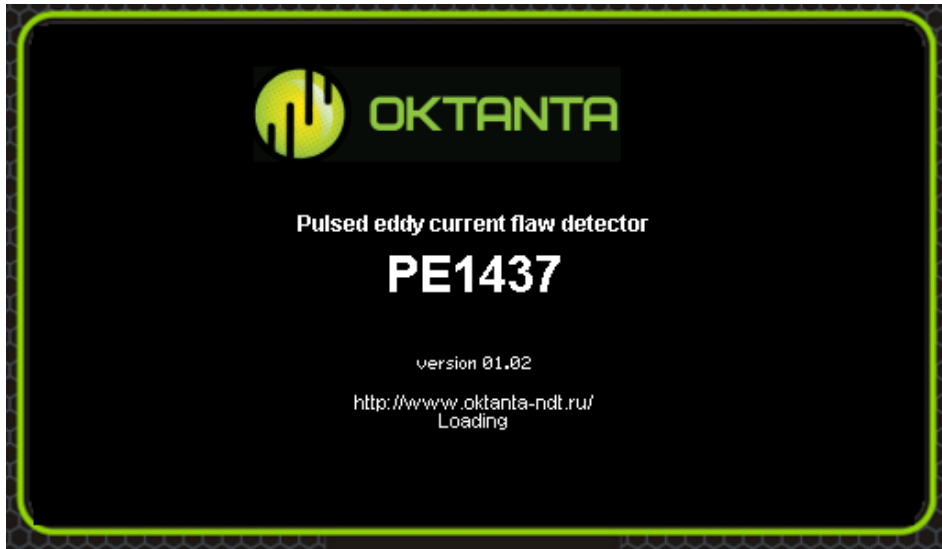 OKTANTA
Pulsed eddy current flaw detector
PE1437
version 01.02
http://www.oktanta-ndt.ru/
Loading